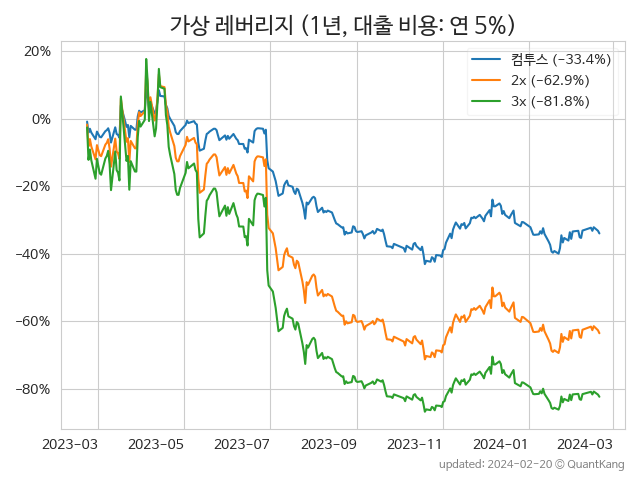 가상 레버리지 (1년, 대출 비용: 연 5%)
20%
0%
−20%
−40%
−60%
−80%
컴투스 (−33.4%)
2x (−62.9%)
3x (−81.8%)
2023−03 2023−05 2023−07 2023−09 2023−11 2024−01 2024−03
updated: 2024-02-20 © QuantKang